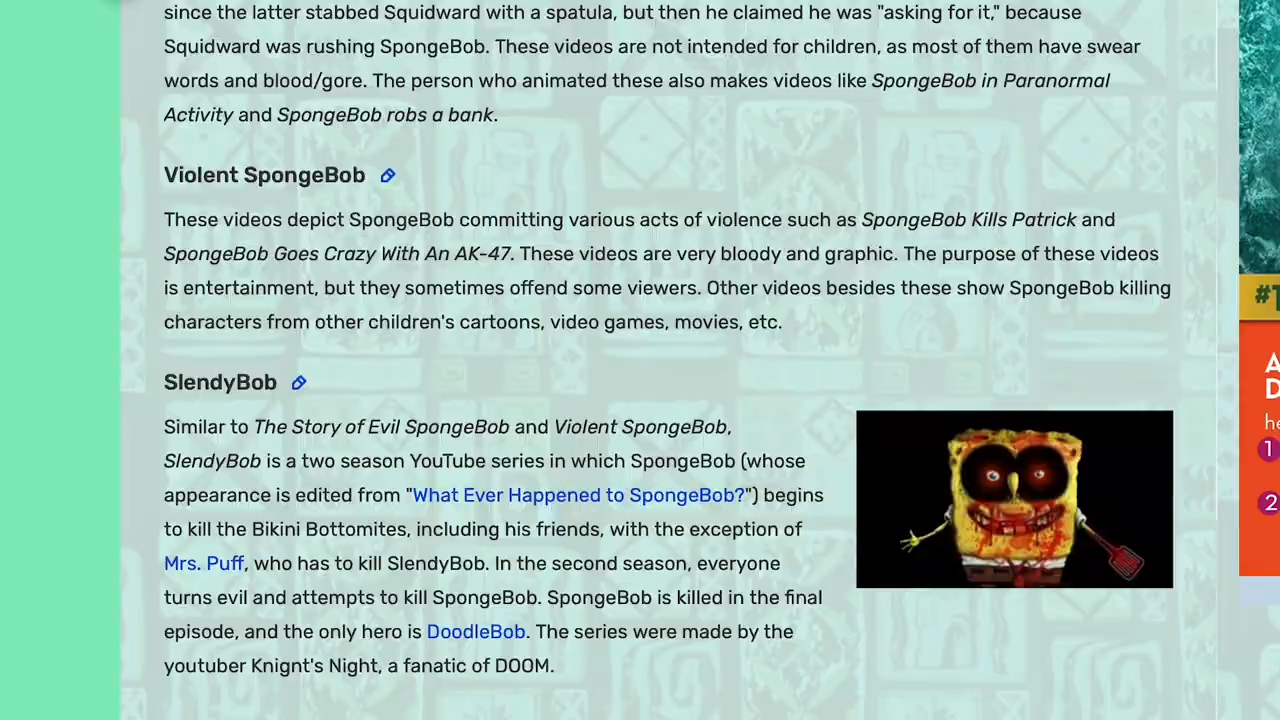 since the latter stabbed Squidward with a spatula, but then he claimed he was "asking for it," because
Squidward was rushing SpongeBob. These videos are not intended for children, as most of them have swear
words and blood/gore. The person who animated these also makes videos like SpongeBob in Paranormal
Activity and SpongeBob robs a bank.
Violent SpongeBob
These videos depict SpongeBob committing various acts of violence such as SpongeBob Kills Patrick and
SpongeBob Goes Crazy With An AK-47. These videos are very bloody and graphic. The purpose of these videos
is entertainment, but they sometimes offend some viewers. Other videos besides these show SpongeBob killing
characters from other children's cartoons, video games, movies, etc.
SlendyBob
Similar to The Story of Evil SpongeBob and Violent SpongeBob,
SlendyBob is a two season YouTube series in which SpongeBob (whose
appearance is edited from "What Ever Happened to SpongeBob?") begins
to kill the Bikini Bottomites, including his friends, with the exception of
Mrs. Puff, who has to kill SlendyBob. In the second season, everyone
turns evil and attempts to kill SpongeBob. SpongeBob is killed in the final
episode, and the only hero is DoodleBob. The series were made by the
youtuber Knignt's Night, a fanatic of DOOM.
1
2